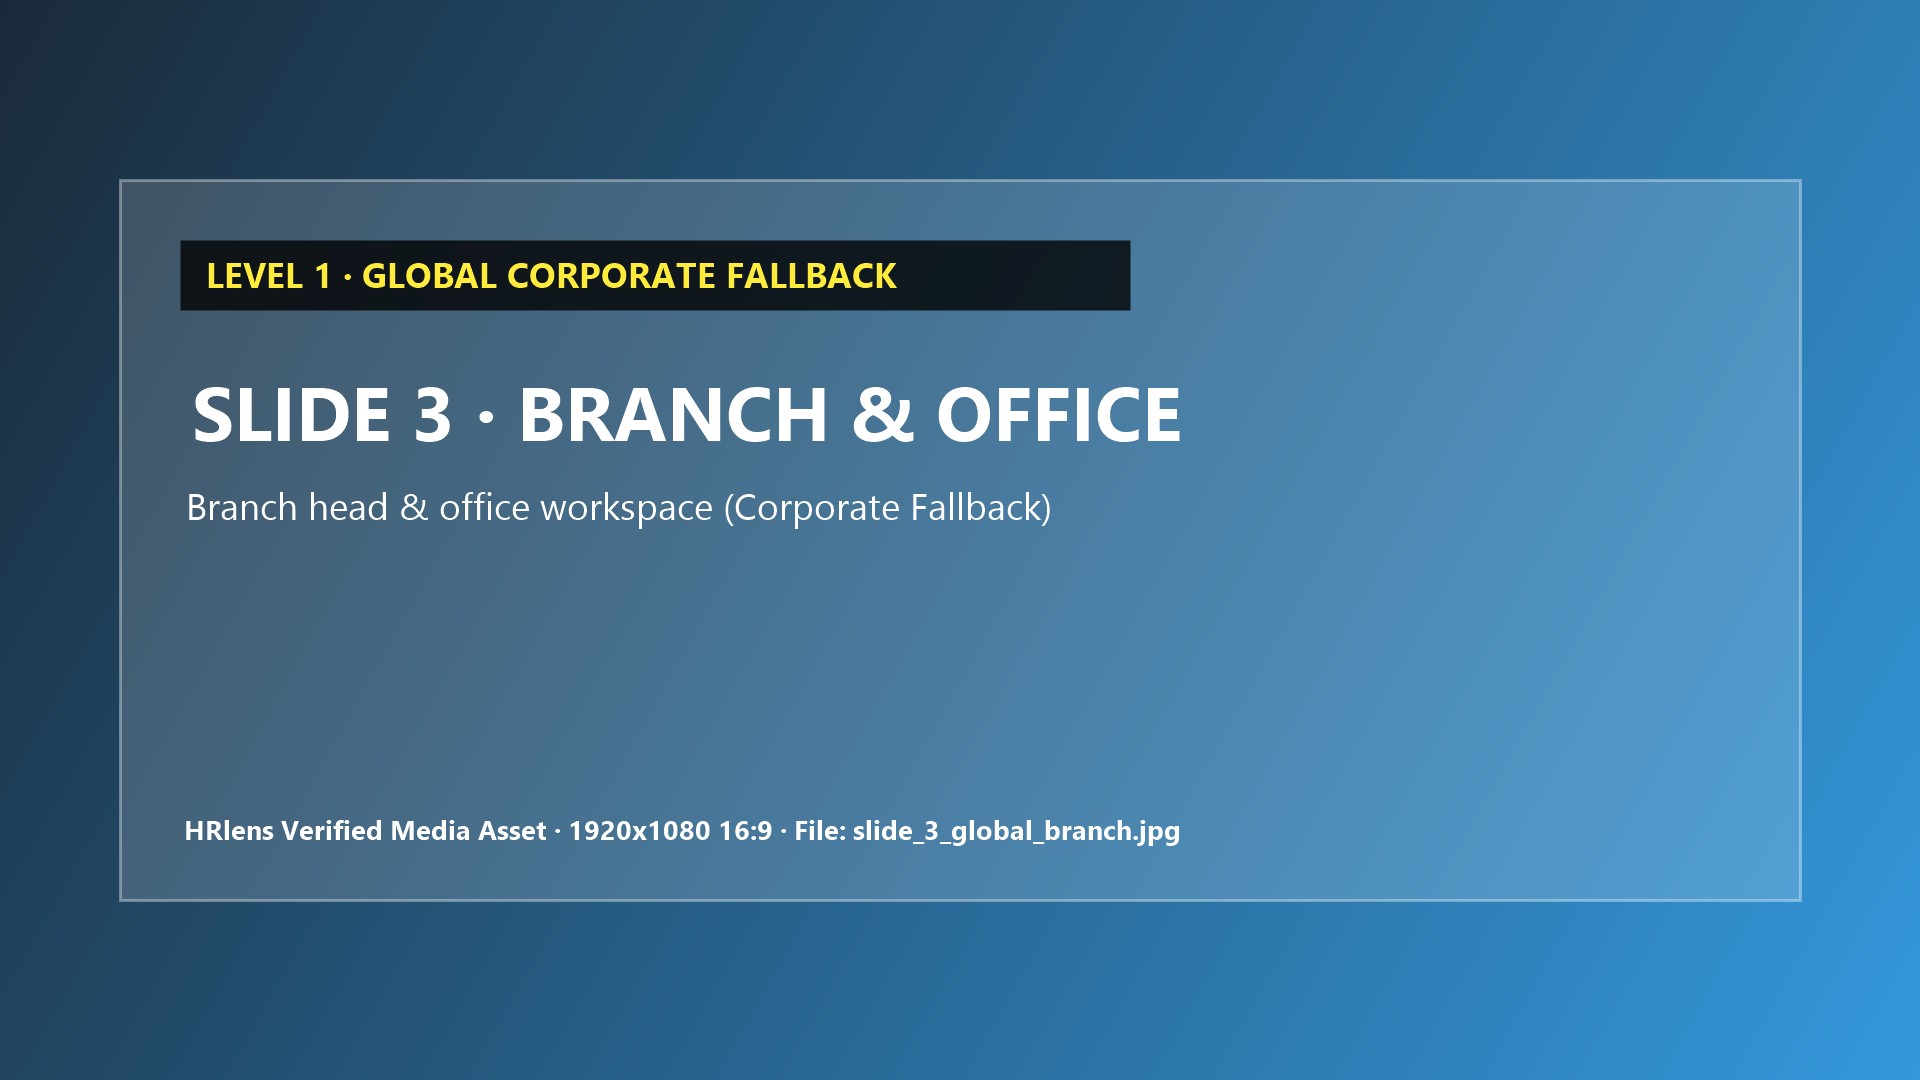 LEVEL 1 · GLOBAL CORPORATE FALLBACK
SLIDE 3 · BRANCH & OFFICE
Branch head & office workspace (Corporate Fallback)
HRlens Verified Media Asset · 1920x1080 16:9 · File: slide_3_global_branch.jpg